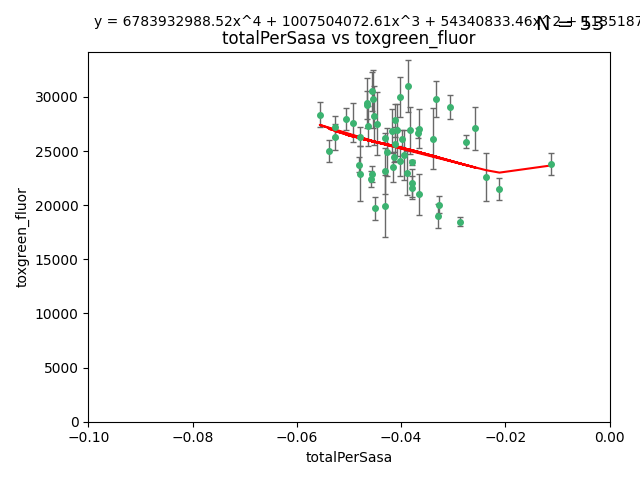 y = 6783932988.52x^4 + 1007504072.61x^3 + 54340833.46x^2 +
N = 53
totalPerSasa vs toxgreen_fluor
toxgreen_fluor
30000
25000
20000
15000
10000
5000
0
−0.10
−0.08
−0.06
−0.04
−0.02
0.00
totalPerSasa